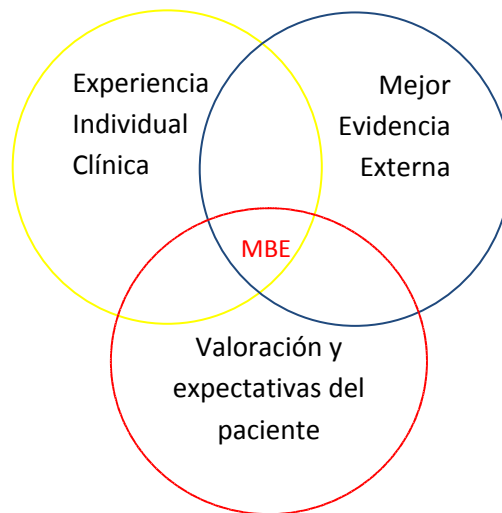 Experiencia
Individual
Clínica
Mejor
Evidencia
Externa
MBE
Valoración y
expectativas del
paciente